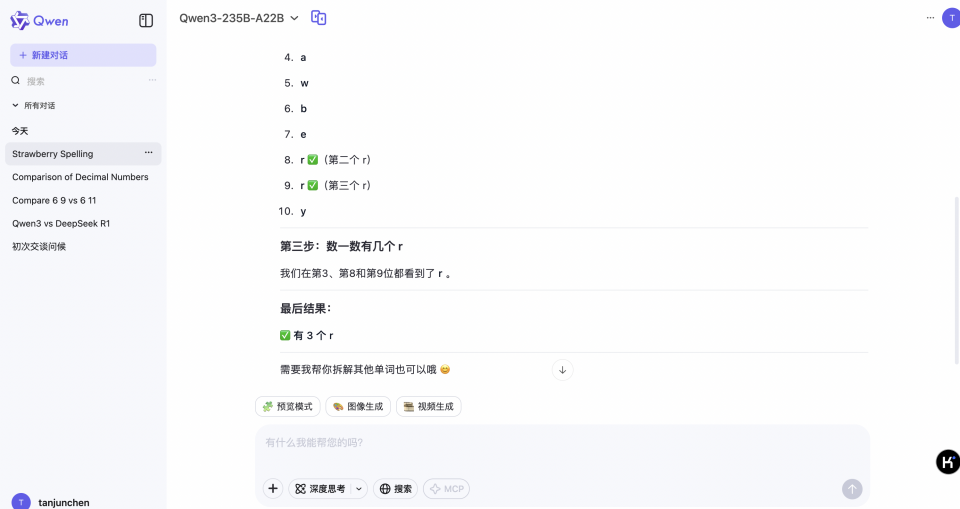 Qwen
Qwen3-235B-A22B
T
新建对话
搜索
所有对话
今天
Strawberry Spelling
Comparison of Decimal Numbers
Compare 6 9 vs 6 11
Qwen3 vs DeepSeek R1
初次交谈问候
T tanjunchen
4. a
5. w
6. b
7. e
8. r ✅（第二个 r）
9. r ✅（第三个 r）
10. y
第三步：数一数有几个 r
我们在第3、第8和第9位都看到了 r 。
最后结果：
✅ 有 3 个 r
需要我帮你拆解其他单词也可以哦 😊
预览模式 图像生成 视频生成
有什么我能帮您的吗?
深度思考 搜索 MCP
K